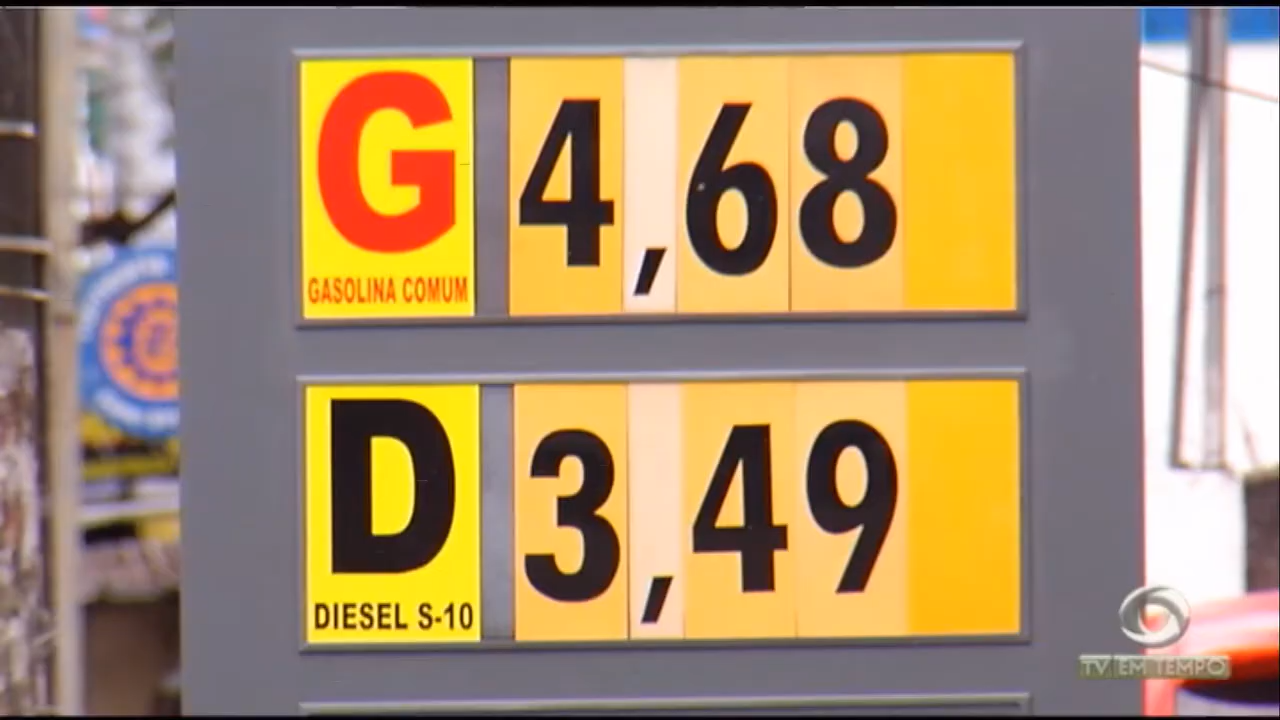 G 4,68
GASOLINA COMUM
D 3,49
DIESEL S-10
TV EM TEMPO